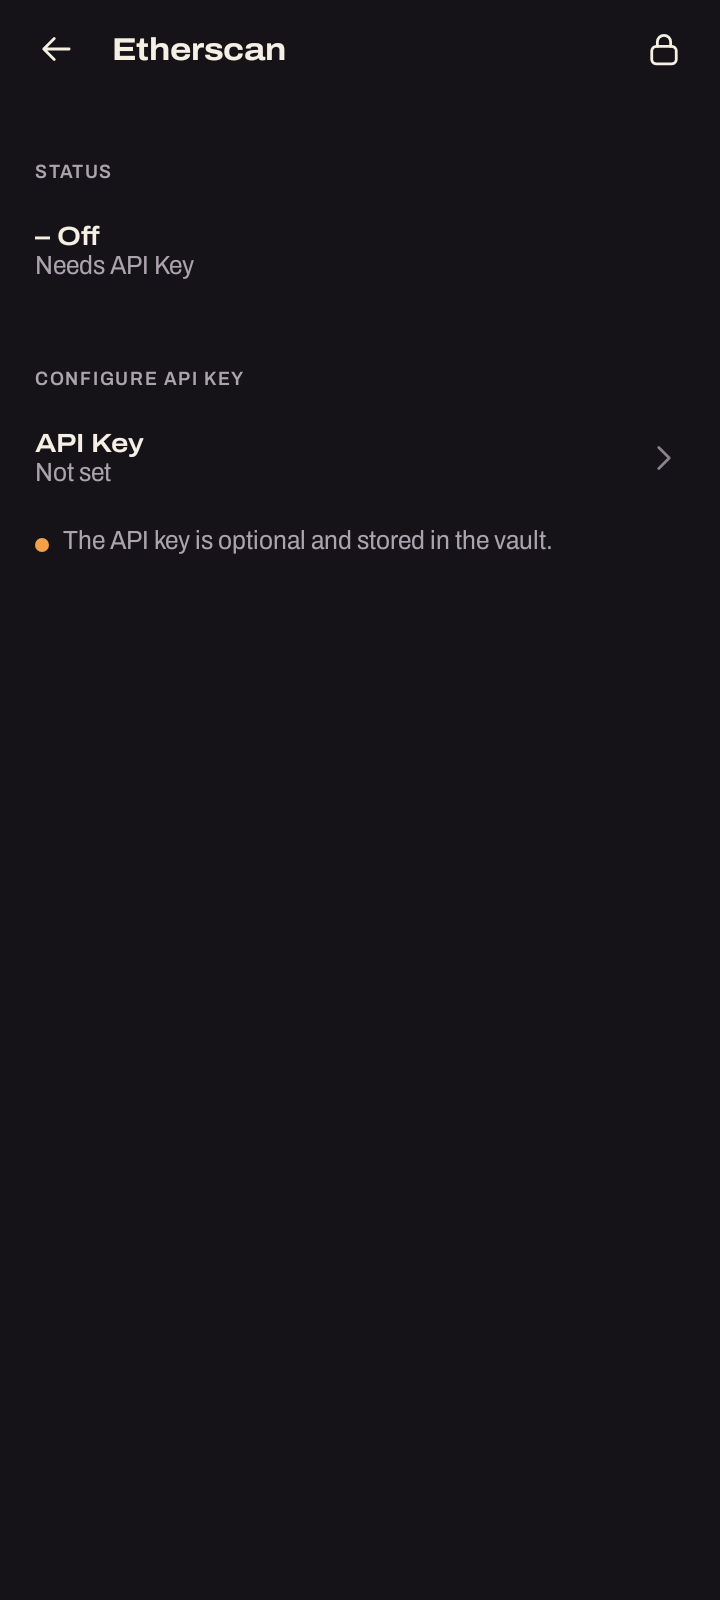 Etherscan
STATUS
– Off
Needs API Key
CONFIGURE API KEY
API Key
Not set
The API key is optional and stored in the vault.